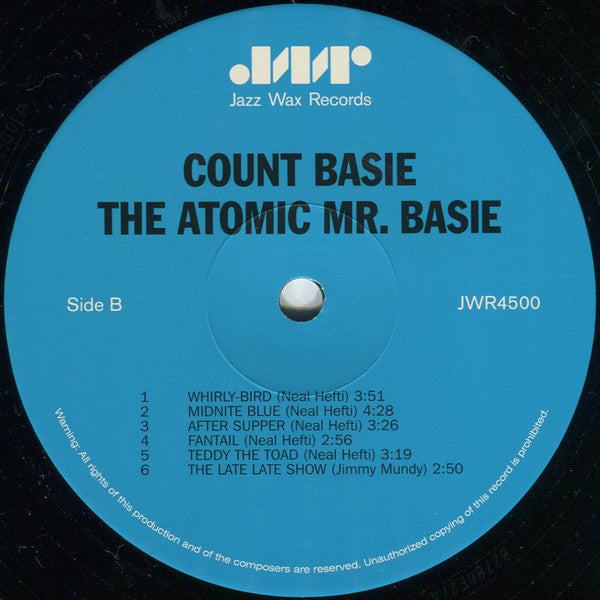 JWR
Jazz Wax Records
COUNT BASIE
THE ATOMIC MR. BASIE
Side B
JWR4500
1 WHIRLY-BIRD (Neal Hefti) 3:51
2 MIDNITE BLUE (Neal Hefti) 4:28
3 AFTER SUPPER (Neal Hefti) 3:26
4 FANTAIL (Neal Hefti) 2:56
5 TEDDY THE TOAD (Neal Hefti) 3:19
6 THE LATE LATE SHOW (Jimmy Mundy) 2:50
Warning: All rights of this production and of the composers are reserved. Unauthorized copying of this record is prohibited.